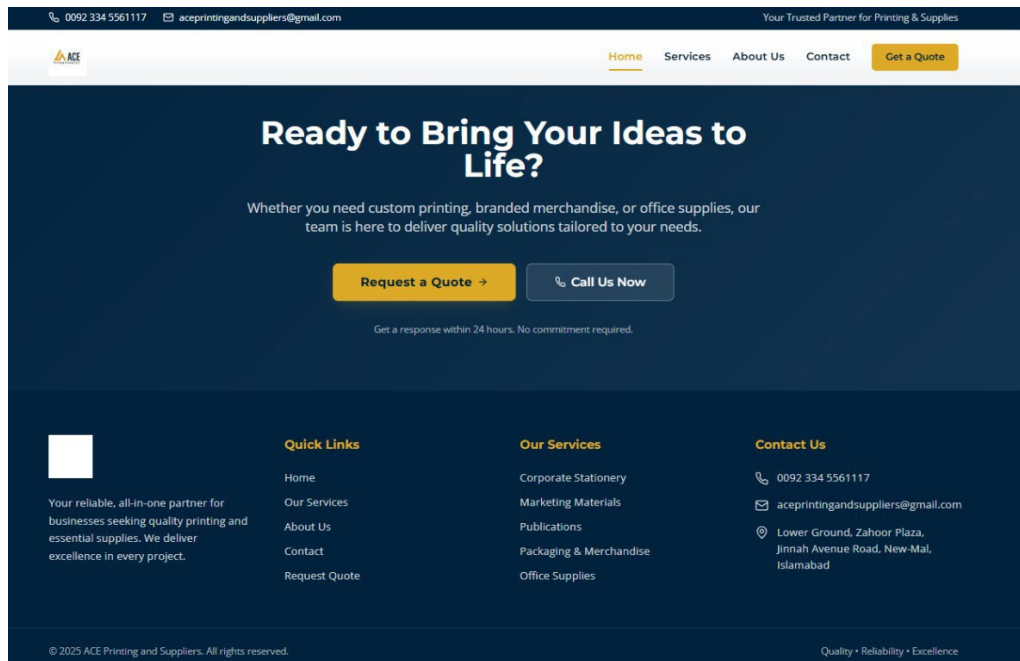 0092 334 5561117 aceprintingandsuppliers@gmail.com Your Trusted Partner for Printing & Supplies
ACE
Home Services About Us Contact Get a Quote
Ready to Bring Your Ideas to
Life?
Whether you need custom printing, branded merchandise, or office supplies, our
team is here to deliver quality solutions tailored to your needs.
Request a Quote → Call Us Now
Get a response within 24 hours. No commitment required.
Your reliable, all-in-one partner for
businesses seeking quality printing and
essential supplies. We deliver
excellence in every project.
Quick Links
Home
Our Services
About Us
Contact
Request Quote
Our Services
Corporate Stationery
Marketing Materials
Publications
Packaging & Merchandise
Office Supplies
Contact Us
0092 334 5561117
aceprintingandsuppliers@gmail.com
Lower Ground, Zahoor Plaza,
Jinnah Avenue Road, New-Mal,
Islamabad
© 2025 ACE Printing and Suppliers. All rights reserved. Quality • Reliability • Excellence